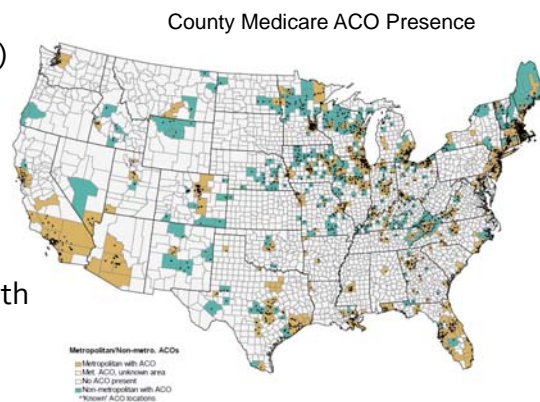 County Medicare ACO Presence
)
th
Metropolitan/Non-metro. ACOs
Metropolitan with ACO
Met. ACO, unknown area
No ACO present
Non-metropolitan with ACO
"Known" ACO locations